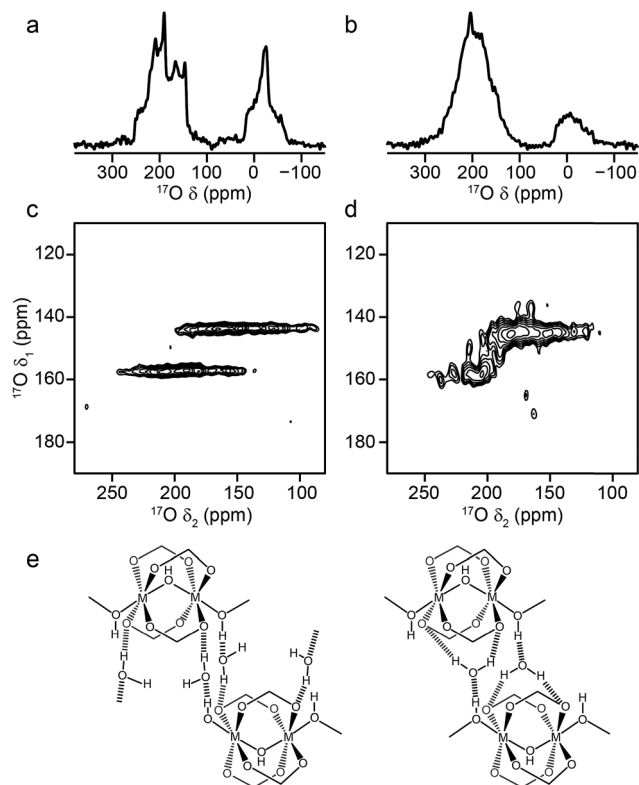 a
b
300 200 100 0 −100
¹⁷O δ (ppm)
300 200 100 0 −100
¹⁷O δ (ppm)
c
d
120
140
160
180
¹⁷O δ₁ (ppm)
250 200 150 100
¹⁷O δ₂ (ppm)
250 200 150 100
¹⁷O δ₂ (ppm)
e
O O
O O
H
O
M M
O O
O O
O O
H H
H H
O H
H O
O H
H
O
H
H
O
O O
O
H
O
M M
O
H
O O
O O
O O
H
O
M M
O O
O O
O O
H H
H O H
H
H
O
H H
O O
O O
H
M M
O
H
O O